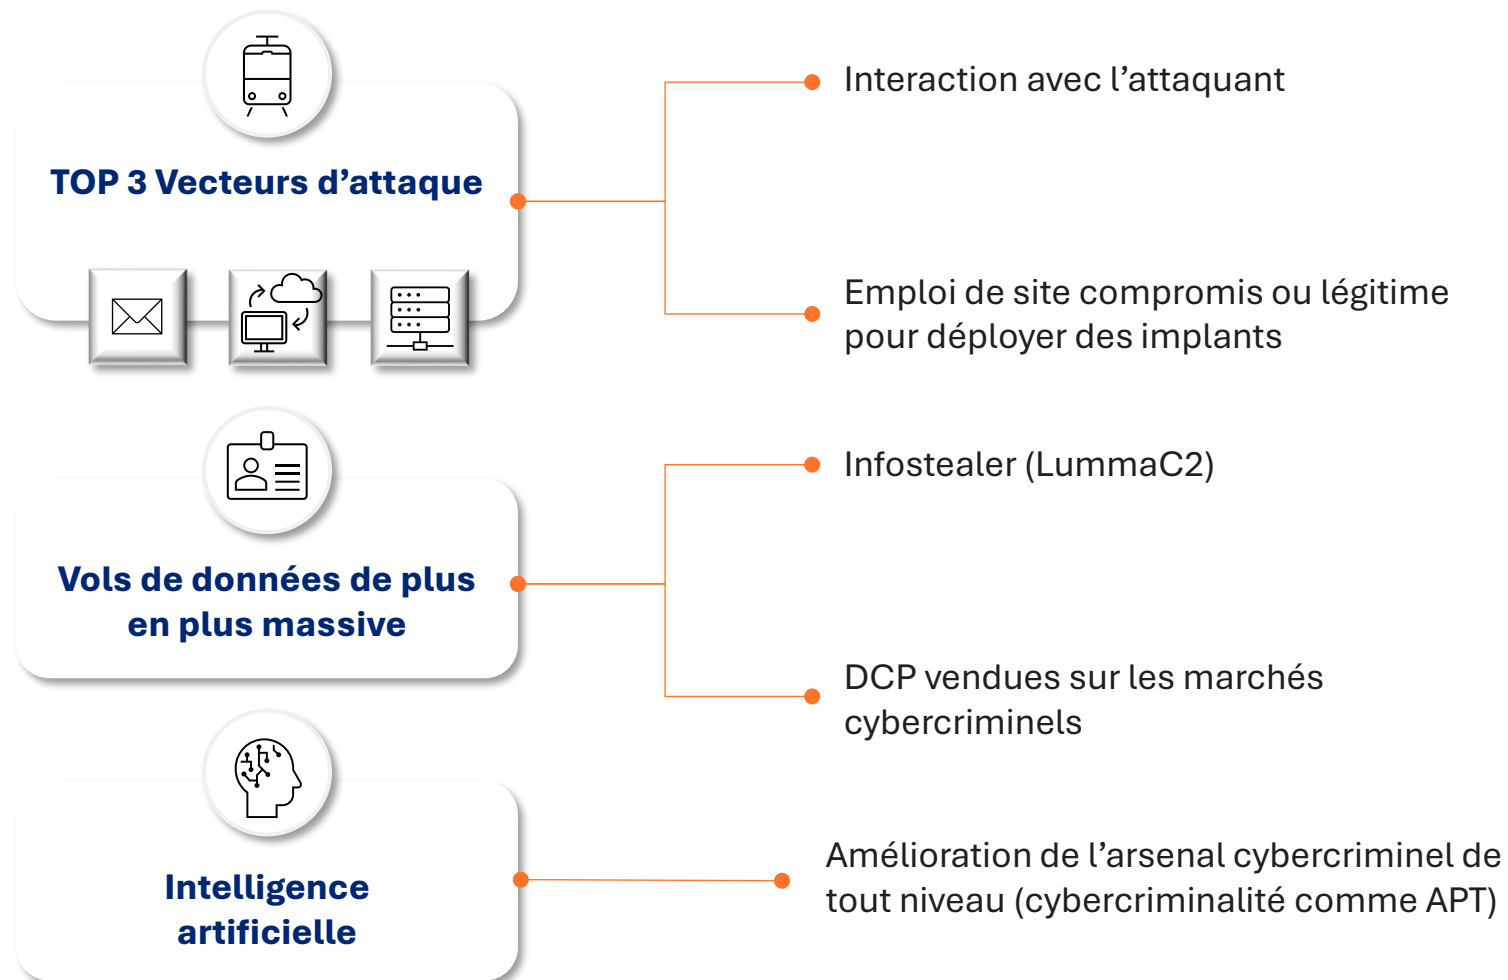 TOP 3 Vecteurs d’attaque
Interaction avec l’attaquant
Emploi de site compromis ou légitime
pour déployer des implants
Vols de données de plus
en plus massive
Infostealer (LummaC2)
DCP vendues sur les marchés
cybercriminels
Intelligence
artificielle
Amélioration de l’arsenal cybercriminel de
tout niveau (cybercriminalité comme APT)